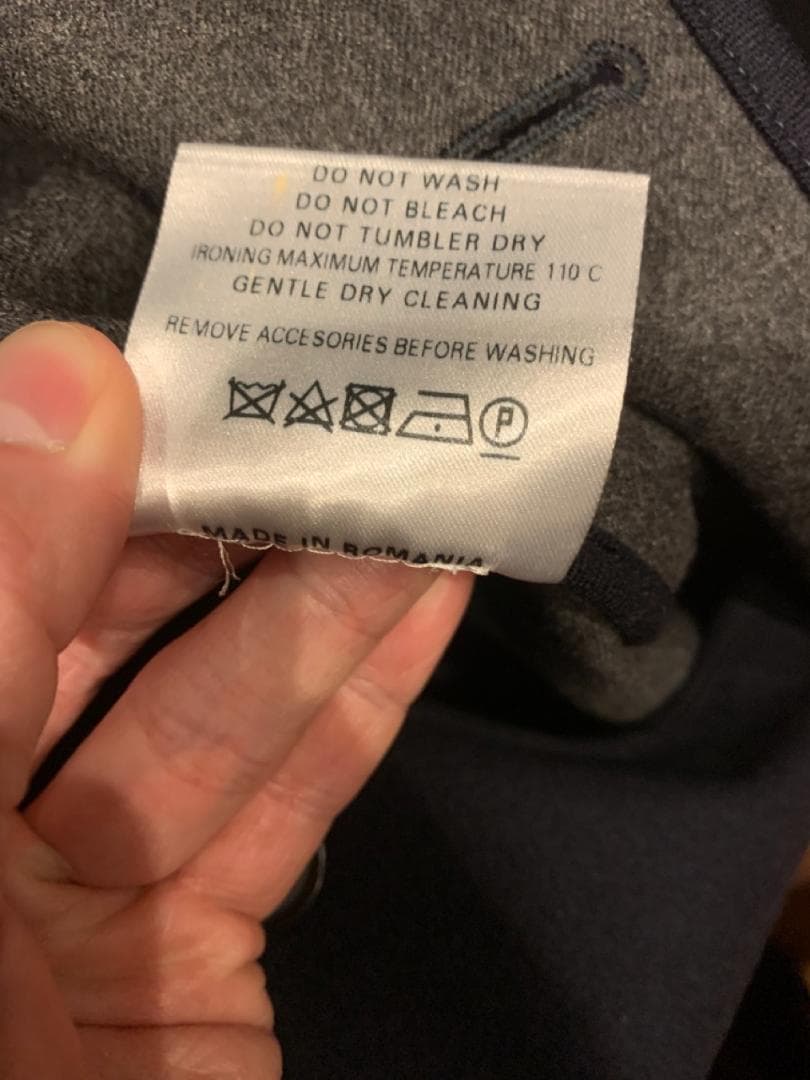 DO NOT WASH
DO NOT BLEACH
DO NOT TUMBLER DRY
IRONING MAXIMUM TEMPERATURE 110 C
GENTLE DRY CLEANING
REMOVE ACCESORIES BEFORE WASHING
P
MADE IN ROMANIA